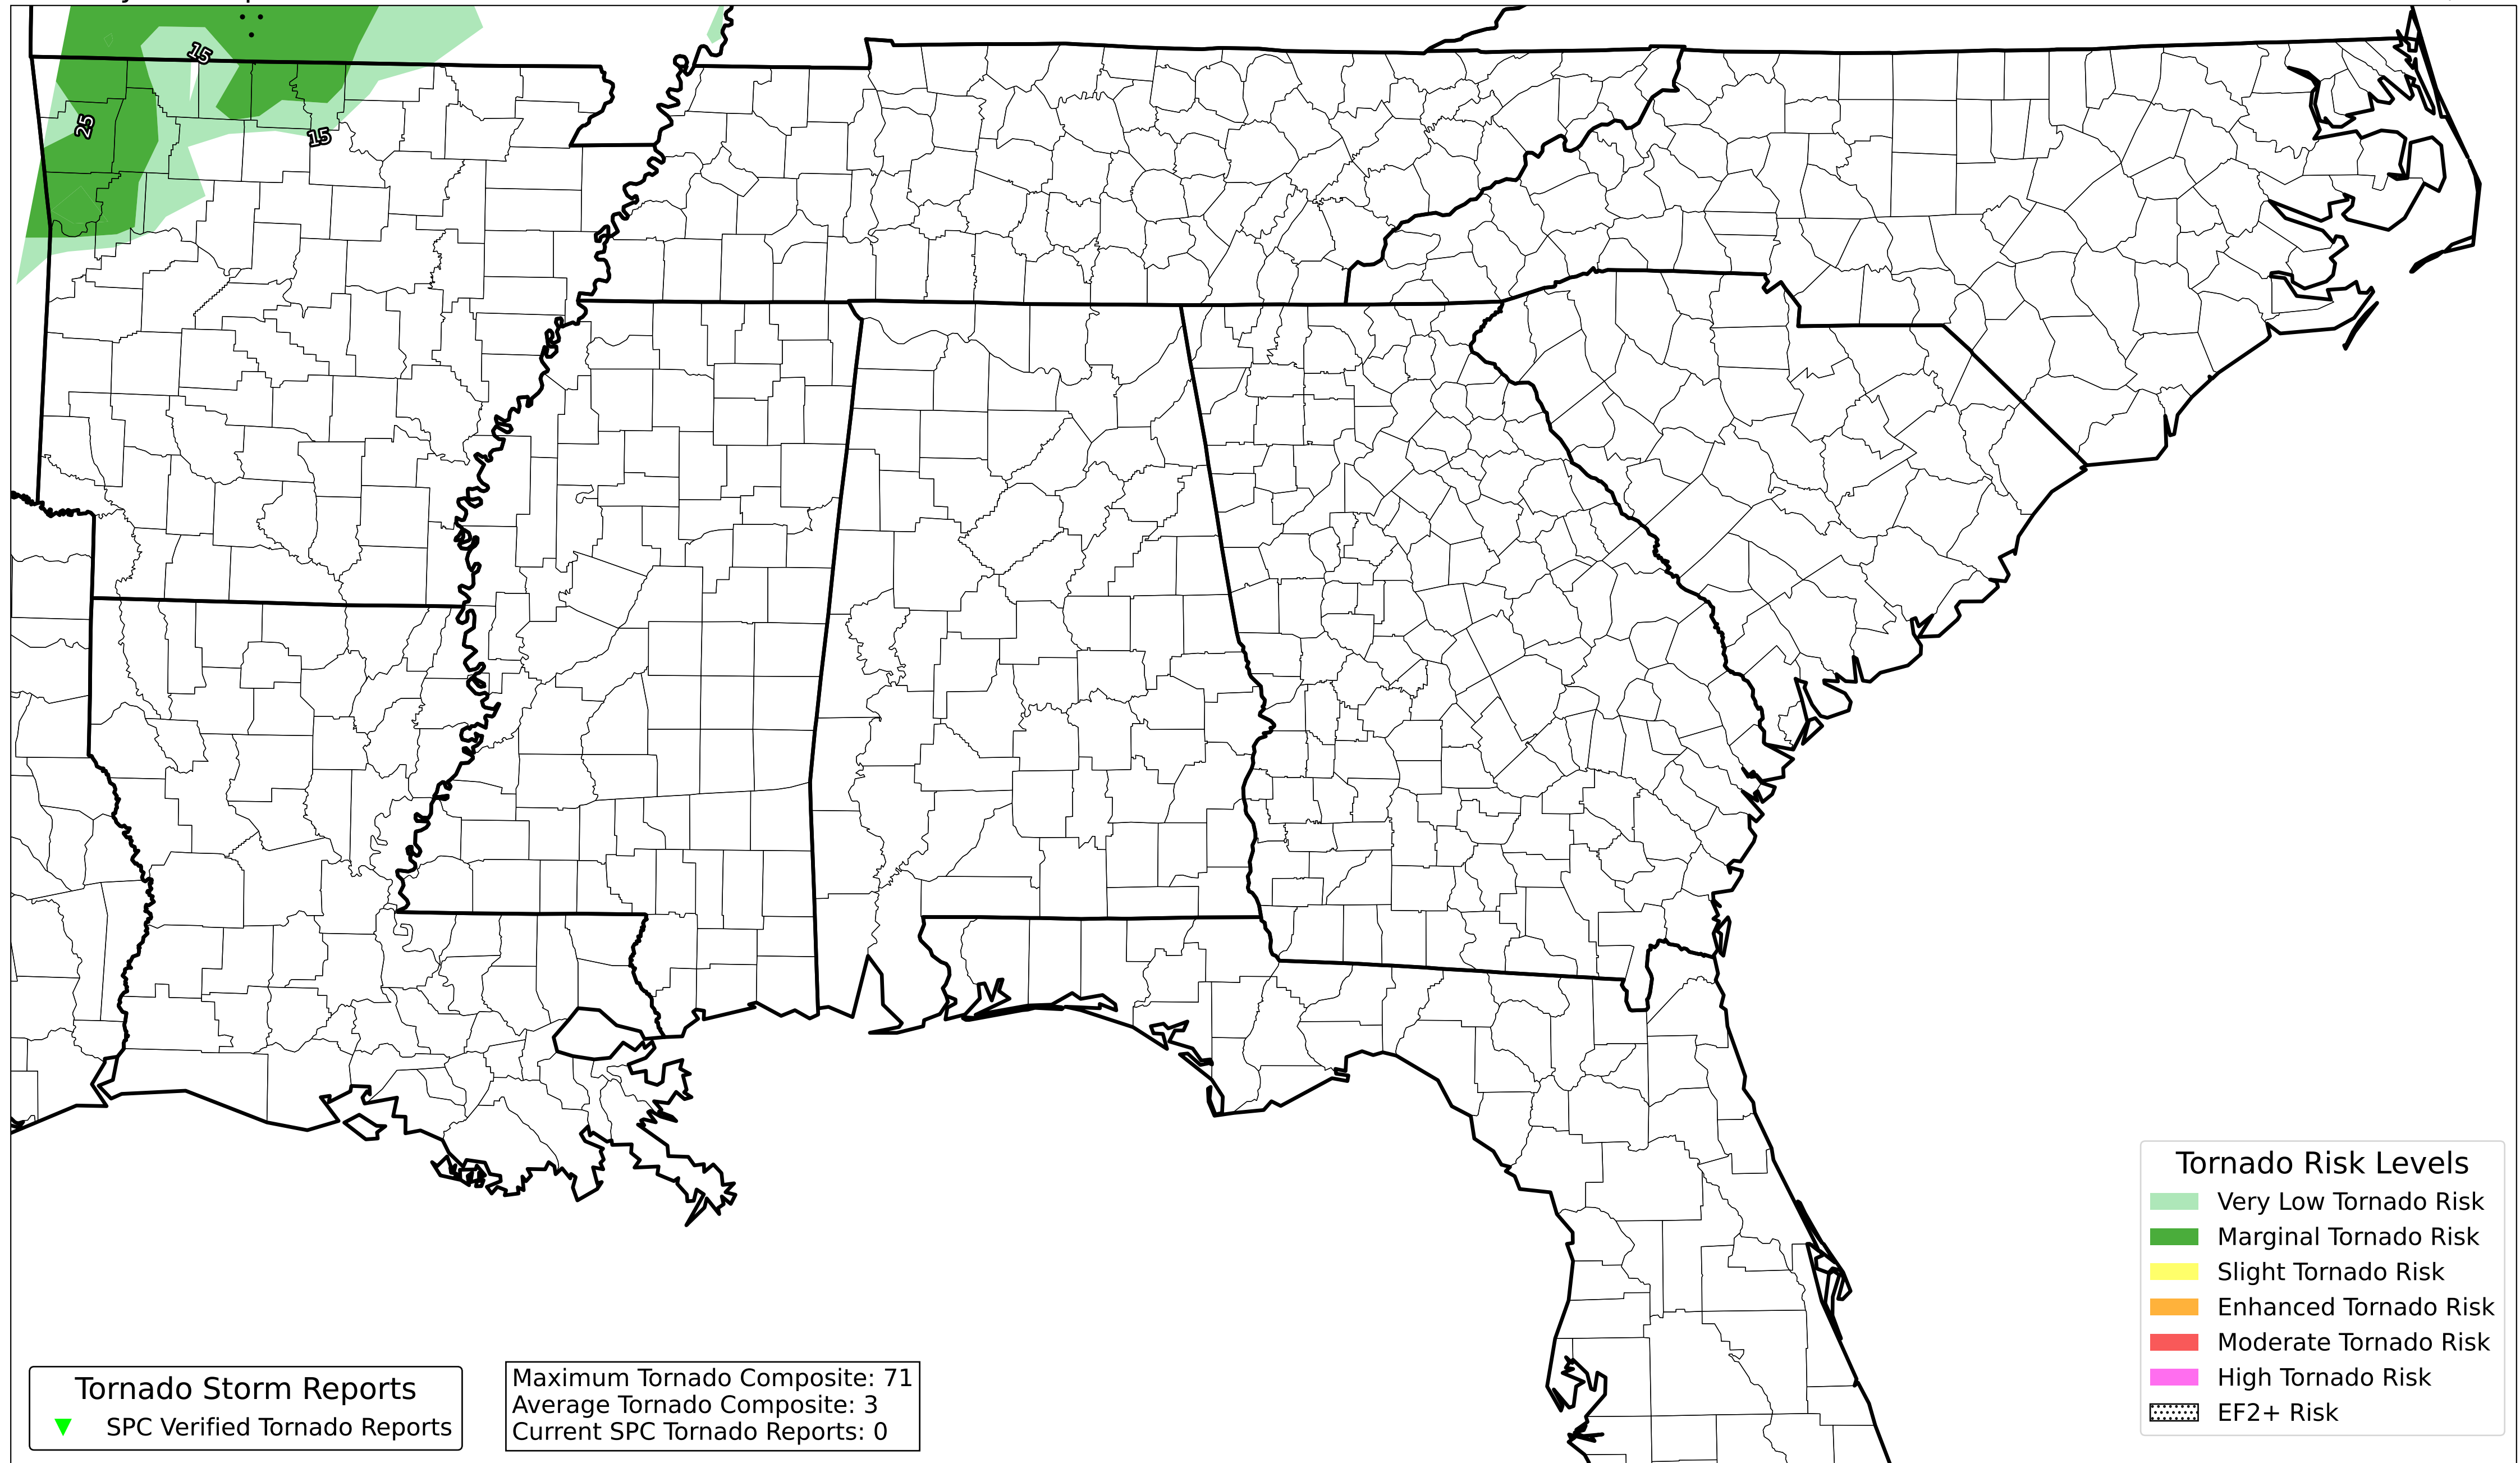 15
25
15
Tornado Risk Levels
Very Low Tornado Risk
Marginal Tornado Risk
Slight Tornado Risk
Enhanced Tornado Risk
Moderate Tornado Risk
High Tornado Risk
EF2+ Risk
Tornado Storm Reports
SPC Verified Tornado Reports
Maximum Tornado Composite: 71
Average Tornado Composite: 3
Current SPC Tornado Reports: 0